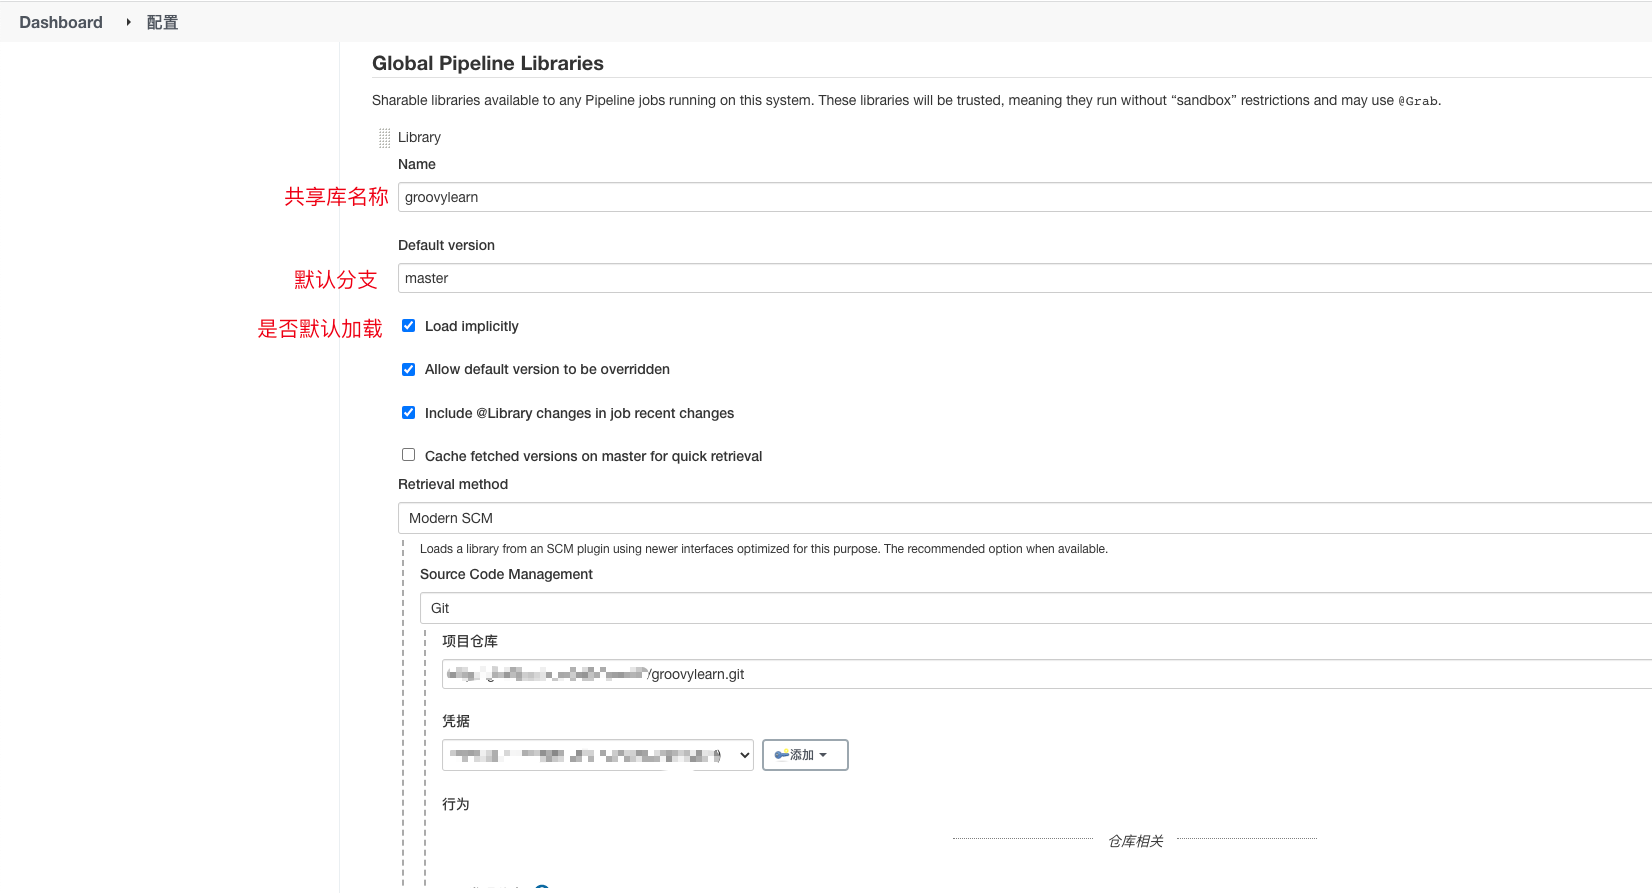 Dashboard 配置
Global Pipeline Libraries
Sharable libraries available to any Pipeline jobs running on this system. These libraries will be trusted, meaning they run without “sandbox” restrictions and may use @Grab.
Library
Name
共享库名称 groovylearn
Default version
默认分支 master
是否默认加载 Load implicitly
Allow default version to be overridden
Include @Library changes in job recent changes
Cache fetched versions on master for quick retrieval
Retrieval method
Modern SCM
Loads a library from an SCM plugin using newer interfaces optimized for this purpose. The recommended option when available.
Source Code Management
Git
项目仓库
/groovylearn.git
凭据
添加
行为
仓库相关